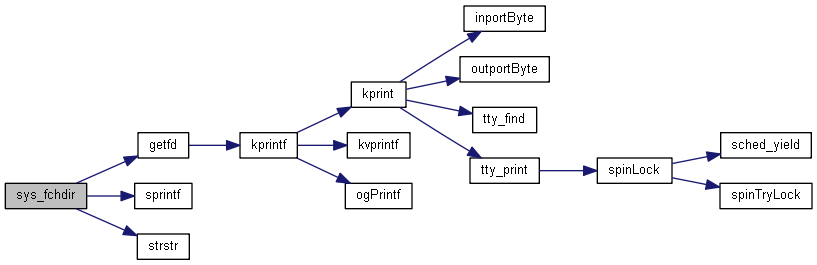 inportByte
outportByte
kprint
tty_find
getfd
kprintf
kvprintf
sched_yield
tty_print
spinLock
sys_fchdir
sprintf
ogPrintf
spinTryLock
strstr